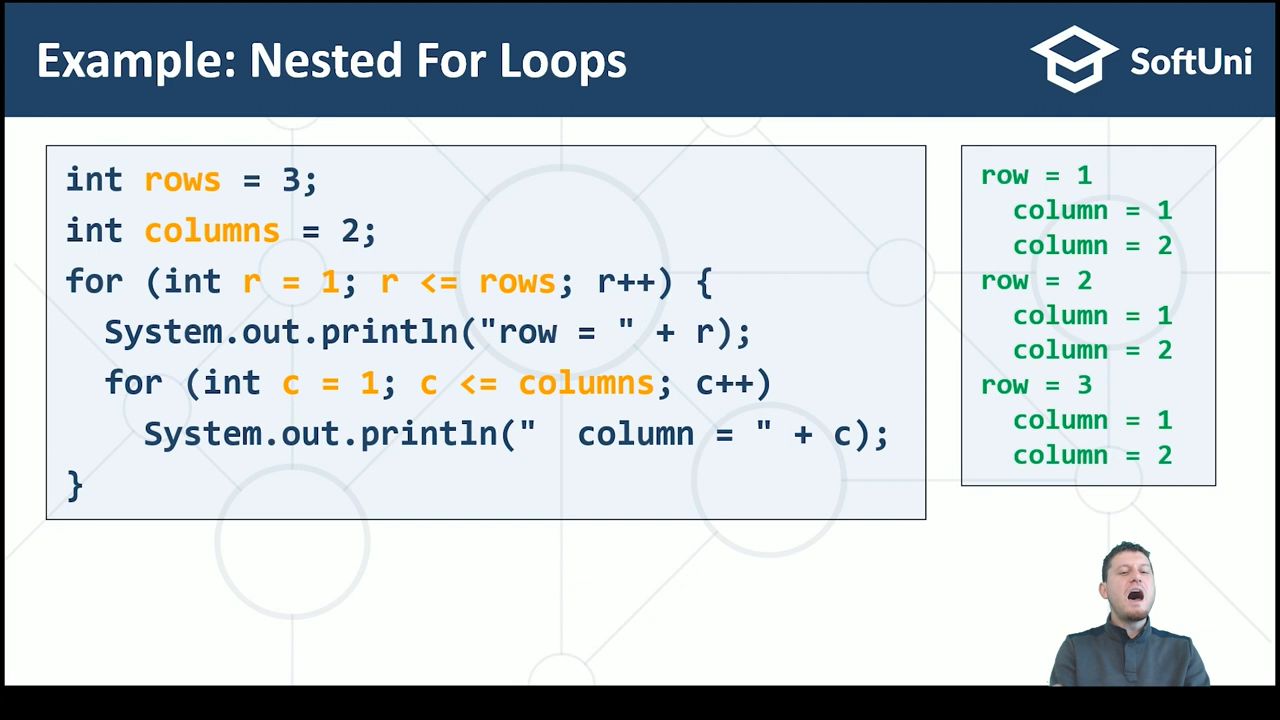 Example: Nested For Loops
SoftUni
int rows = 3;
int columns = 2;
for (int r = 1; r <= rows; r++) {
  System.out.println("row = " + r);
  for (int c = 1; c <= columns; c++)
    System.out.println("  column = " + c);
}
row = 1
  column = 1
  column = 2
row = 2
  column = 1
  column = 2
row = 3
  column = 1
  column = 2